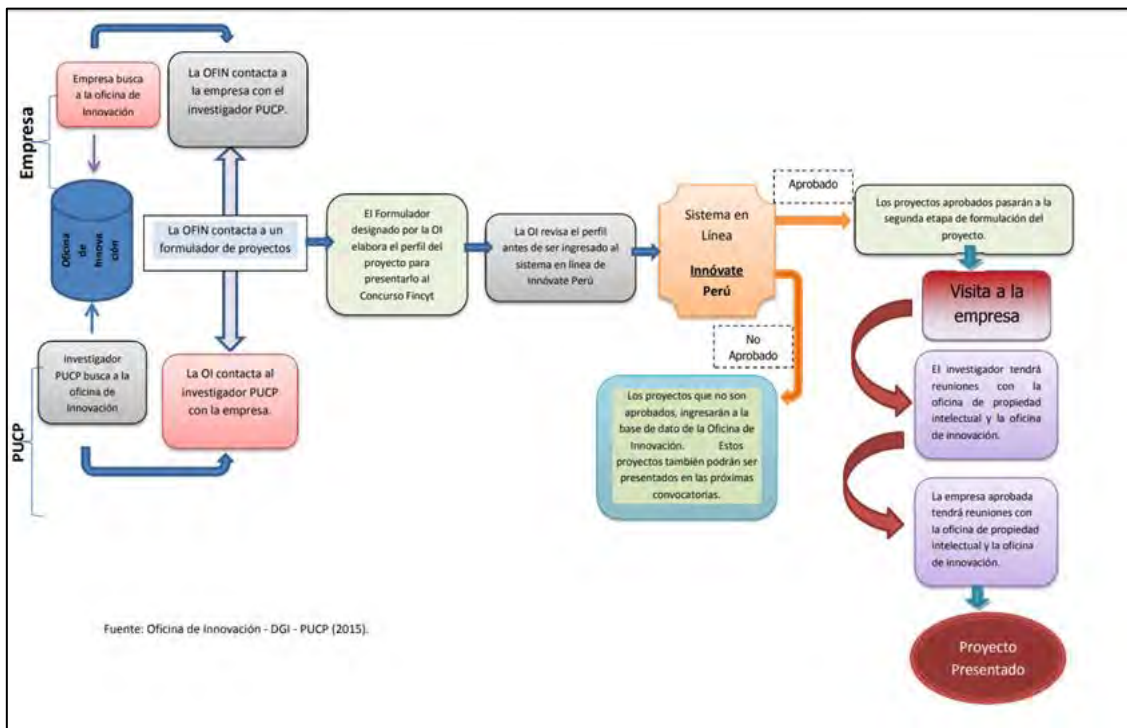 Empresa
Empresa busca
a la oficina de
Innovación
La OFIN contacta a
la empresa con el
investigador PUCP.
Oficina
de
Innova
ción
La OFIN contacta a un
formulador de proyectos
PUCP
Investigador
PUCP busca a la
oficina de
Innovación
La OI contacta al
investigador PUCP
con la empresa.
El Formulador
designado por la OI
elabora el perfil del
proyecto para
presentarlo al
Concurso Fincyt
La OI revisa el perfil
antes de ser ingresado al
sistema en línea de
Innóvate Perú
Sistema en
Línea
Innóvate
Perú
Aprobado
No
Aprobado
Los proyectos que no son
aprobados, ingresarán a la
base de dato de la Oficina de
Innovación. Estos
proyectos también podrán ser
presentados en las próximas
convocatorias.
Los proyectos aprobados pasarán a la
segunda etapa de formulación del
proyecto.
Visita a la
empresa
El investigador tendrá
reuniones con la
oficina de propiedad
intelectual y la oficina
de innovación.
La empresa aprobada
tendrá reuniones con
la oficina de propiedad
intelectual y la oficina
de innovación.
Proyecto
Presentado
Fuente: Oficina de Innovación - DGI - PUCP (2015).